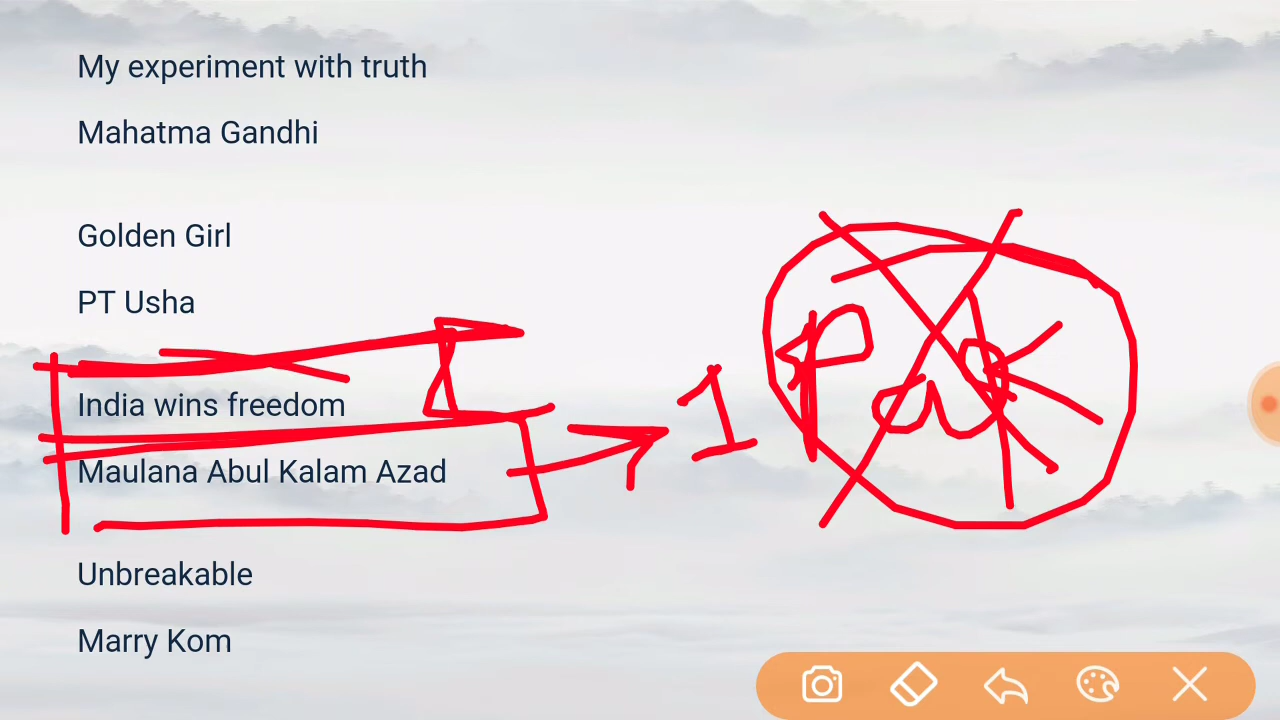 My experiment with truth
Mahatma Gandhi
Golden Girl
PT Usha
India wins freedom
Maulana Abul Kalam Azad
1 Pak
Unbreakable
Marry Kom